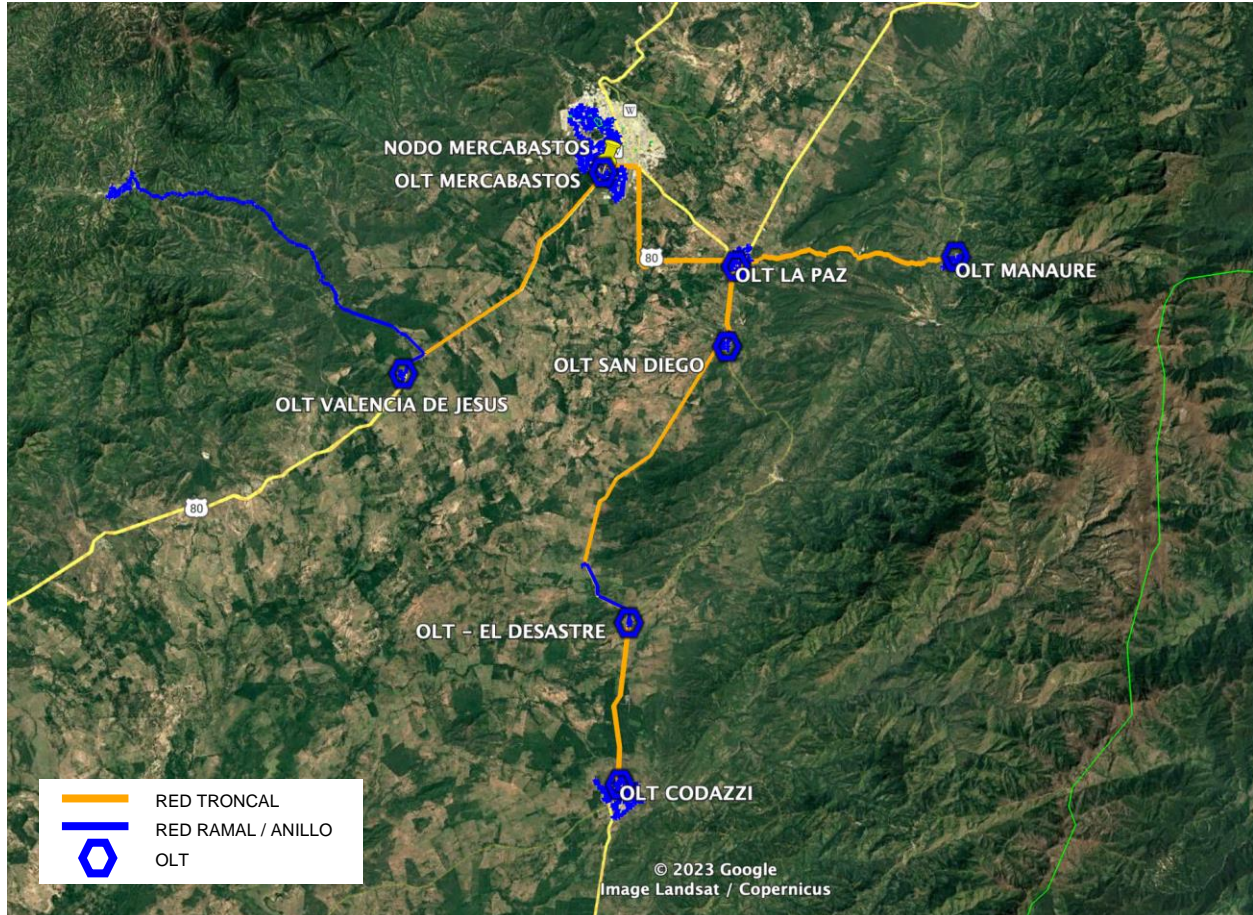 W
NODO MERCABASTOS
OLT MERCABASTOS
80
OLT LA PAZ
OLT MANAURE
OLT SAN DIEGO
OLT VALENCIA DE JESUS
80
OLT - EL DESASTRE
OLT CODAZZI
RED TRONCAL
RED RAMAL / ANILLO
OLT
© 2023 Google
Image Landsat / Copernicus